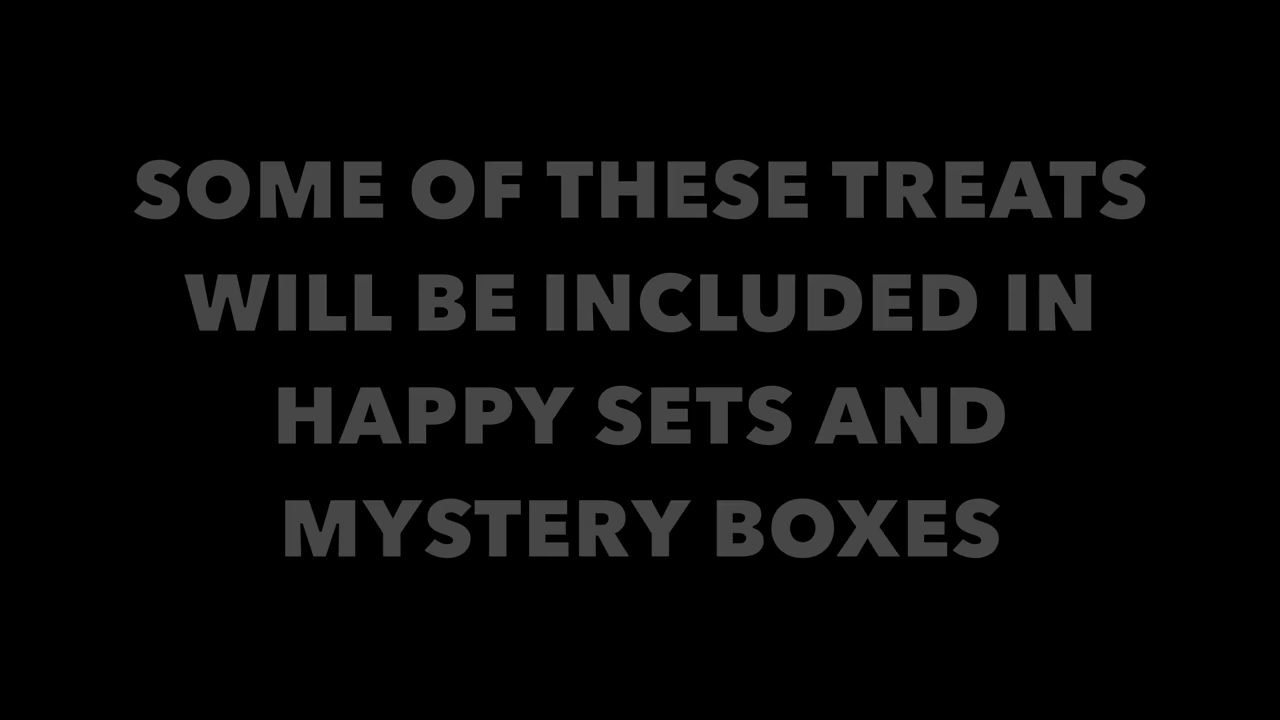 SOME OF THESE TREATS
WILL BE INCLUDED IN
HAPPY SETS AND
MYSTERY BOXES